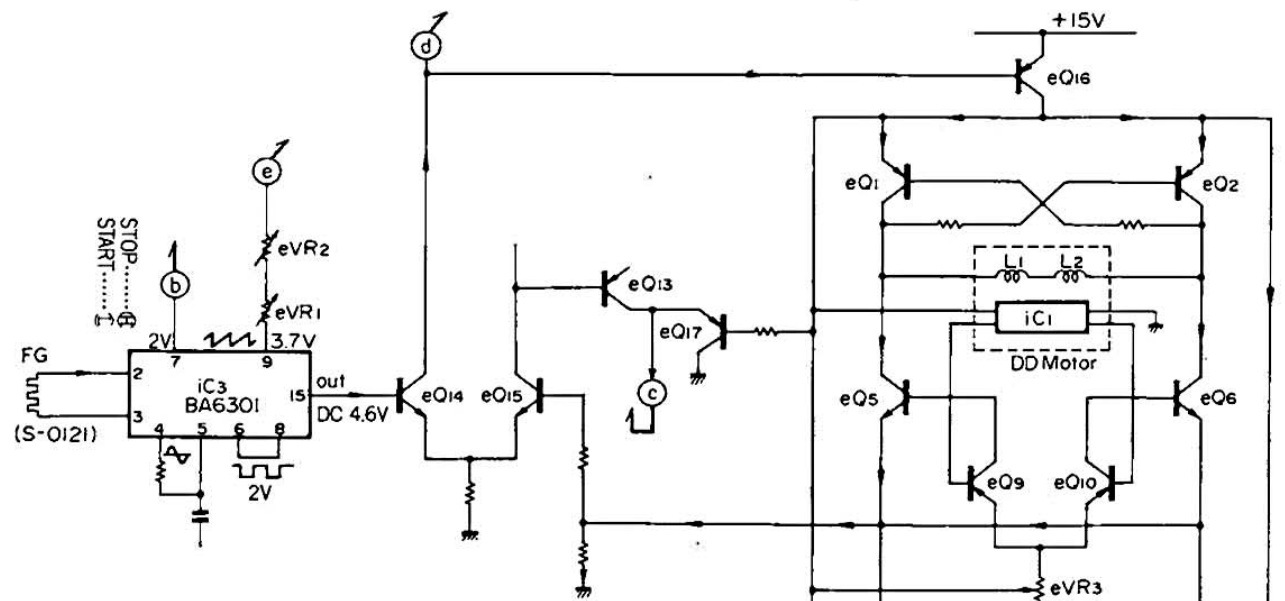 +15V
d
eQ16
e
eQ1
eQ2
eVR2
STOP
START
b
L1
L2
eQ13
eVR1
iC1
eQ17
2V
3.7V
7
9
DD Motor
FG
2
iC3
15
out
c
BA6301
eQ14
eQ15
eQ5
eQ6
3
DC 4.6V
(S-0121)
4
5
6
8
eQ9
eQ10
2V
eVR3